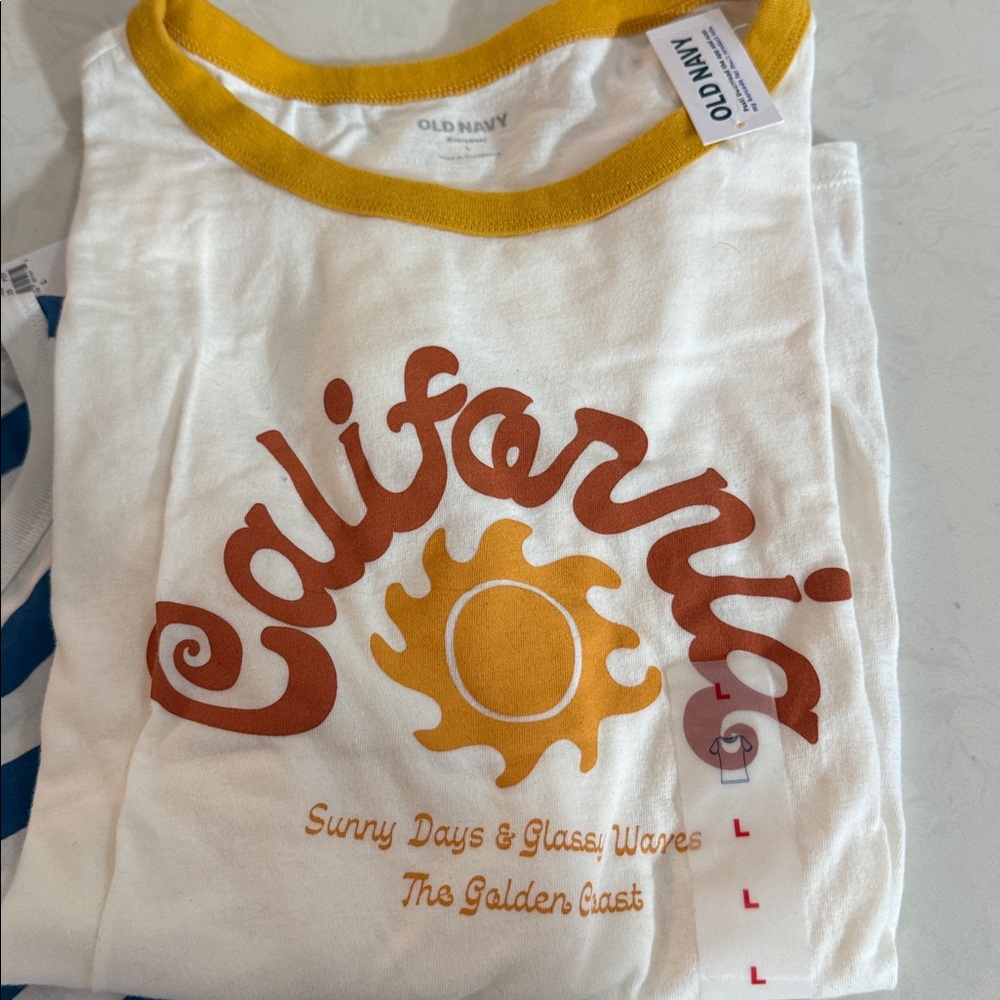 OLD NAVY
L
OLD NAVY
California
Sunny Days & Glassy Waves
The Golden Coast
L
L
L
L